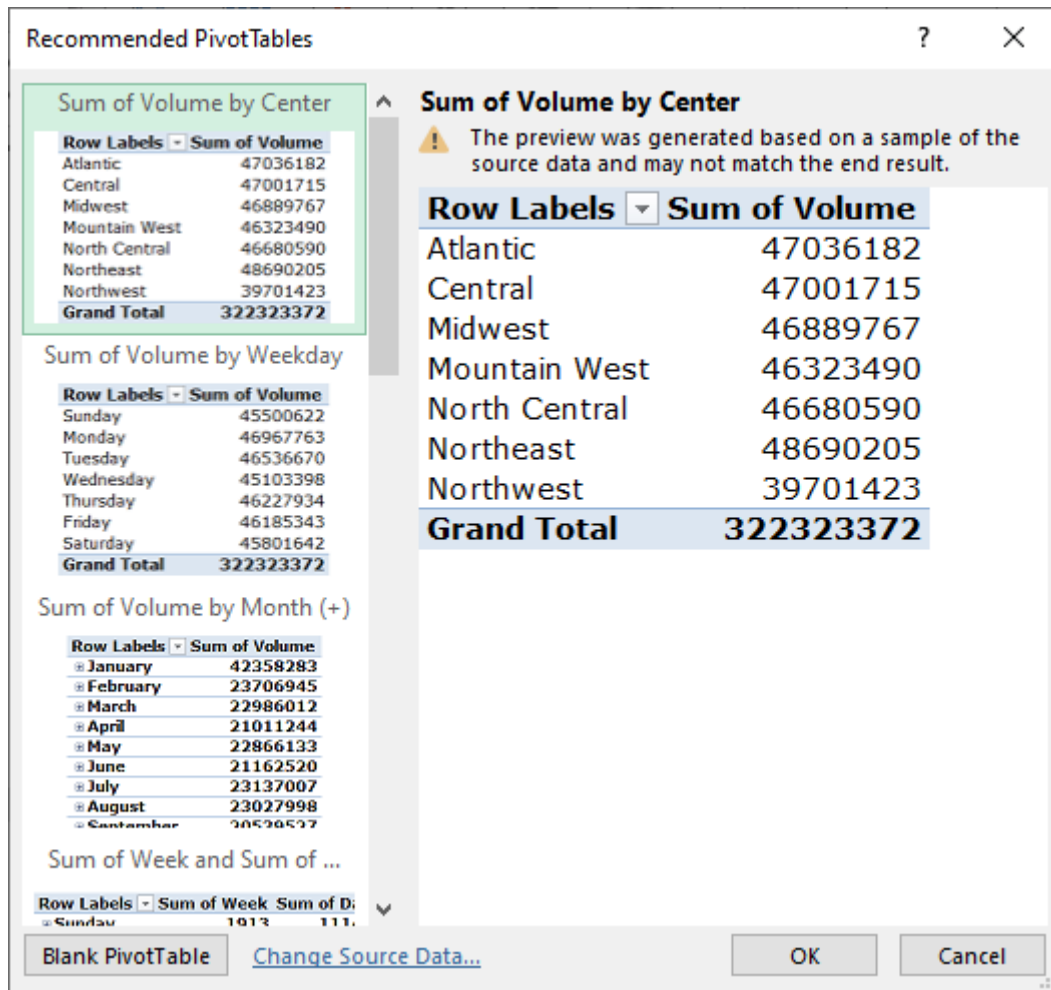 Recommended PivotTables
?
Sum of Volume by Center
Row Labels Sum of Volume
Atlantic 47036182
Central 47001715
Midwest 46889767
Mountain West 46323490
North Central 46680590
Northeast 48690205
Northwest 39701423
Grand Total 322323372
Sum of Volume by Weekday
Row Labels Sum of Volume
Sunday 45500622
Monday 46967763
Tuesday 46536670
Wednesday 45103398
Thursday 46227934
Friday 46185343
Saturday 45801642
Grand Total 322323372
Sum of Volume by Month (+)
Row Labels Sum of Volume
January 42358283
February 23706945
March 22986012
April 21011244
May 22866133
June 21162520
July 23137007
August 23027998
September
Sum of Week and Sum of ...
Row Labels Sum of Week Sum of
Sunday 1913
Sum of Volume by Center
The preview was generated based on a sample of the
source data and may not match the end result.
Row Labels Sum of Volume
Atlantic 47036182
Central 47001715
Midwest 46889767
Mountain West 46323490
North Central 46680590
Northeast 48690205
Northwest 39701423
Grand Total 322323372
Blank PivotTable
Change Source Data...
OK
Cancel